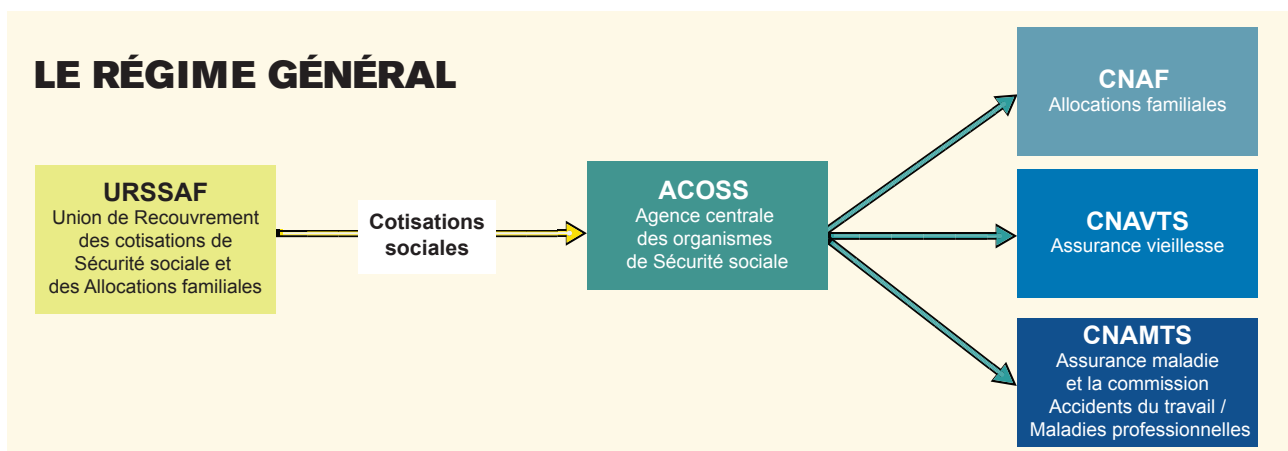 LE RÉGIME GÉNÉRAL
URSSAF
Union de Recouvrement
des cotisations de
Sécurité sociale et
des Allocations familiales
Cotisations
sociales
ACOSS
Agence centrale
des organismes
de Sécurité sociale
CNAF
Allocations familiales
CNAVTS
Assurance vieillesse
CNAMTS
Assurance maladie
et la commission
Accidents du travail /
Maladies professionnelles